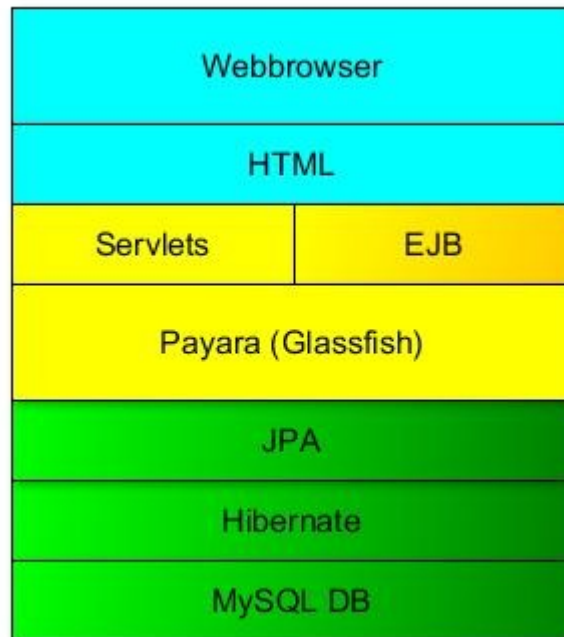 Webbrowser
HTML
Servlets EJB
Payara (Glassfish)
JPA
Hibernate
MySQL DB